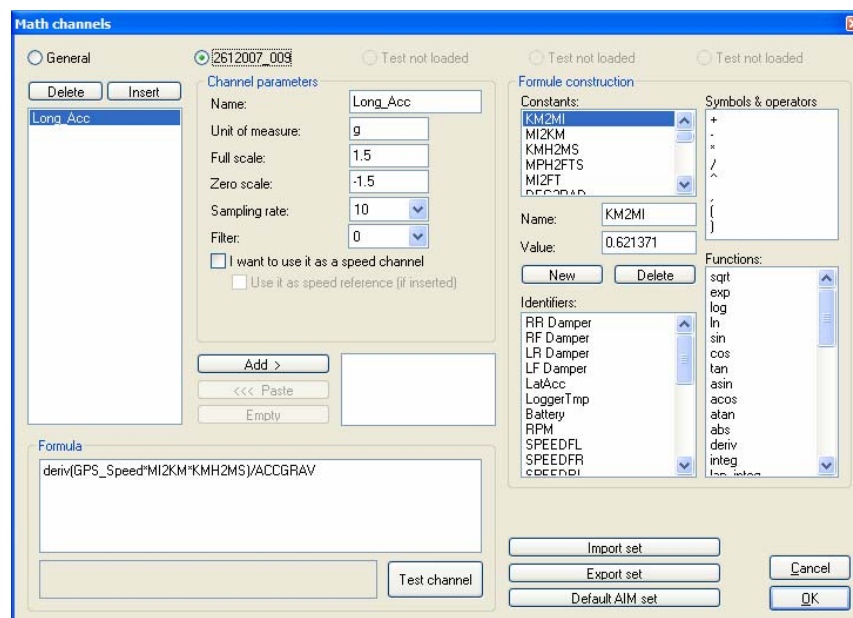 Math channels
General
2612007_009
Test not loaded
Test not loaded
Test not loaded
Delete
Insert
Long_Acc
Channel parameters
Name:
Long_Acc
Unit of measure:
g
Full scale:
1.5
Zero scale:
-1.5
Sampling rate:
10
Filter:
0
I want to use it as a speed channel
Use it as speed reference (if inserted)
Add >
<<< Paste
Empty
Formula
deriv(GPS_Speed*MI2KM*KMH2MS)/ACCGRAV
Test channel
Formule construction
Constants:
KM2MI
MI2KM
KMH2MS
MPH2FTS
MI2FT
DEG2RAD
Name:
KM2MI
Value:
0.621371
New
Delete
Identifiers:
RR Damper
RF Damper
LR Damper
LF Damper
LatAcc
LoggerTmp
Battery
RPM
SPEEDFL
SPEEDFR
SPEEDRL
Symbols & operators
+
-
*
/
^
,
(
)
Functions:
sqrt
exp
log
ln
sin
cos
tan
asin
acos
atan
abs
deriv
integ
lap_integ
Import set
Export set
Default AIM set
Cancel
OK